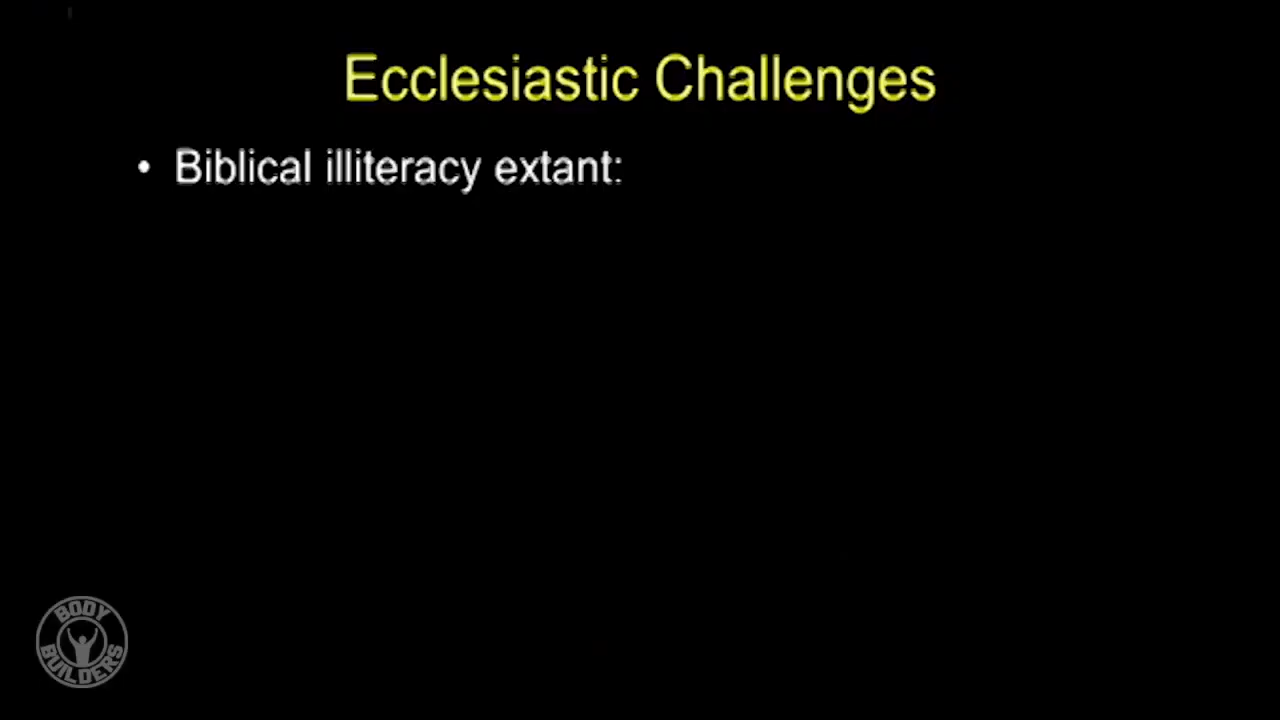 Ecclesiastic Challenges
• Biblical illiteracy extant:
BODY
BUILDERS